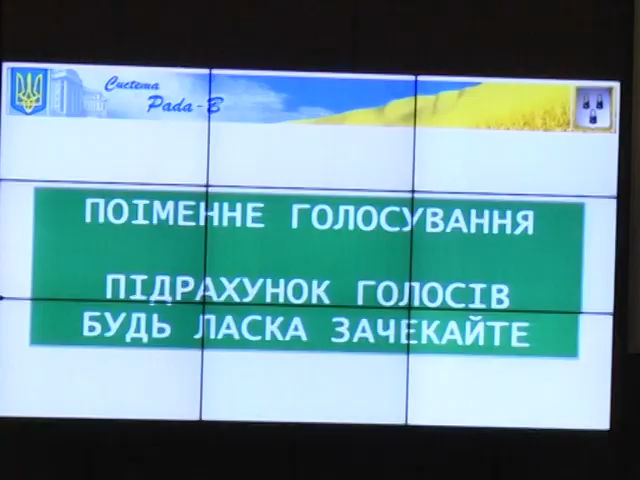 Система
Рада-В
ПОІМЕННЕ ГОЛОСУВАННЯ
ПІДРАХУНОК ГОЛОСІВ
БУДЬ ЛАСКА ЗАЧЕКАЙТЕ